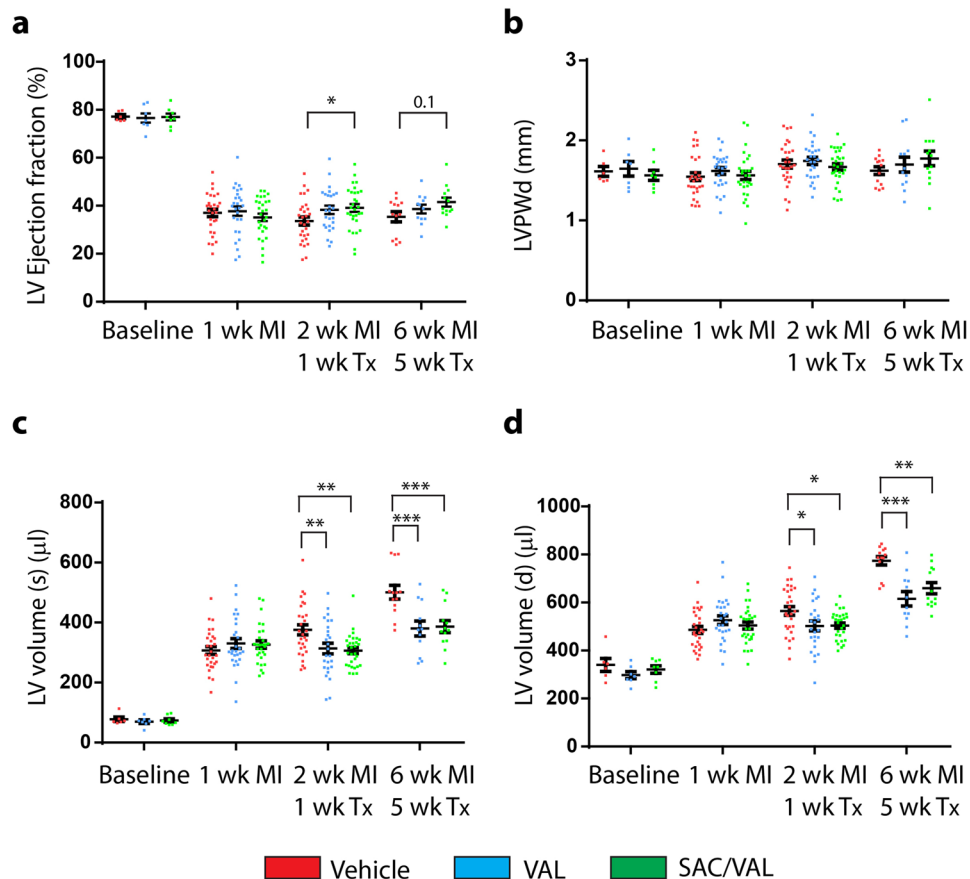 a
LV Ejection fraction (%)
100
80
60
40
20
0
*
0.1
Baseline
1 wk MI
2 wk MI
1 wk Tx
6 wk MI
5 wk Tx
b
LVPWd (mm)
3
2
1
0
Baseline
1 wk MI
2 wk MI
1 wk Tx
6 wk MI
5 wk Tx
c
LV volume (s) (µl)
800
600
400
200
0
**
**
***
***
Baseline
1 wk MI
2 wk MI
1 wk Tx
6 wk MI
5 wk Tx
d
LV volume (d) (µl)
1000
800
600
400
200
0
*
*
**
***
Baseline
1 wk MI
2 wk MI
1 wk Tx
6 wk MI
5 wk Tx
Vehicle
VAL
SAC/VAL